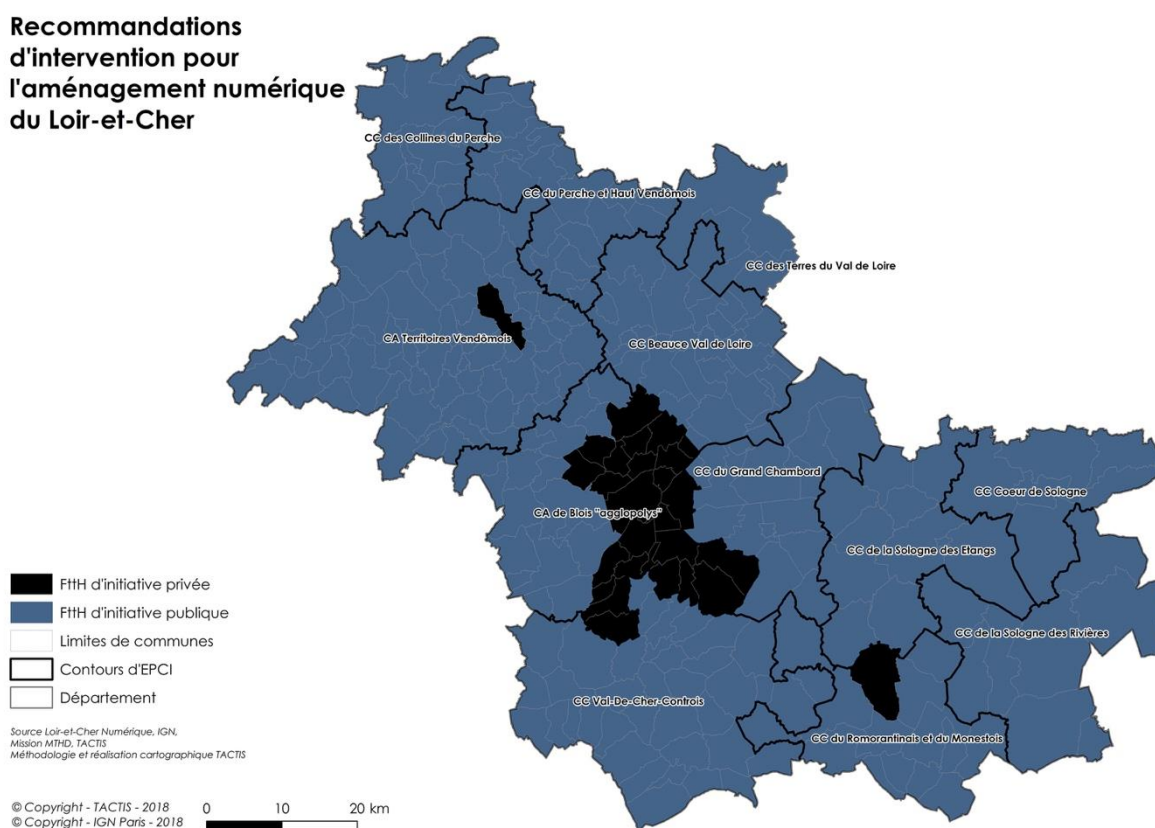 Recommandations
d'intervention pour
l'aménagement numérique
du Loir-et-Cher
CC des Collines du Perche
CC du Perche et Haut Vendômois
CC des Terres du Val de Loire
CA Territoires Vendômois
CC Beauce Val de Loire
CC du Grand Chambord
CC Coeur de Sologne
CA de Blois "agglopolys"
CC de la Sologne des Etangs
CC de la Sologne des Rivières
CC Val-De-Cher-Controis
CC du Romorantinais et du Monestois
FttH d'initiative privée
FttH d'initiative publique
Limites de communes
Contours d'EPCI
Département
Source Loir-et-Cher Numérique, IGN,
Mission MTHD, TACTIS
Méthodologie et réalisation cartographique TACTIS
© Copyright - TACTIS - 2018
© Copyright - IGN Paris - 2018
0 10 20 km